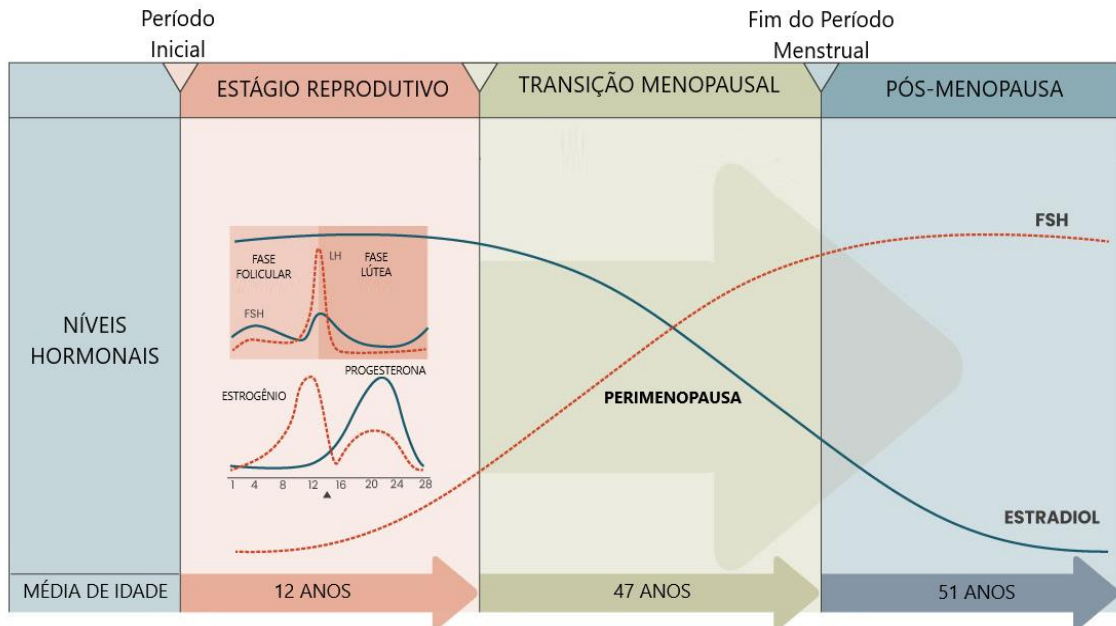 Período
Inicial
Fim do Período
Menstrual
ESTÁGIO REPRODUTIVO
TRANSIÇÃO MENOPAUSAL
PÓS-MENOPAUSA
NÍVEIS
HORMONAIS
FASE
FOLICULAR
LH
FASE
LÚTEA
FSH
PROGESTERONA
ESTROGÊNIO
1 4 8 12 16 20 24 28
PERIMENOPAUSA
FSH
ESTRADIOL
MÉDIA DE IDADE
12 ANOS
47 ANOS
51 ANOS